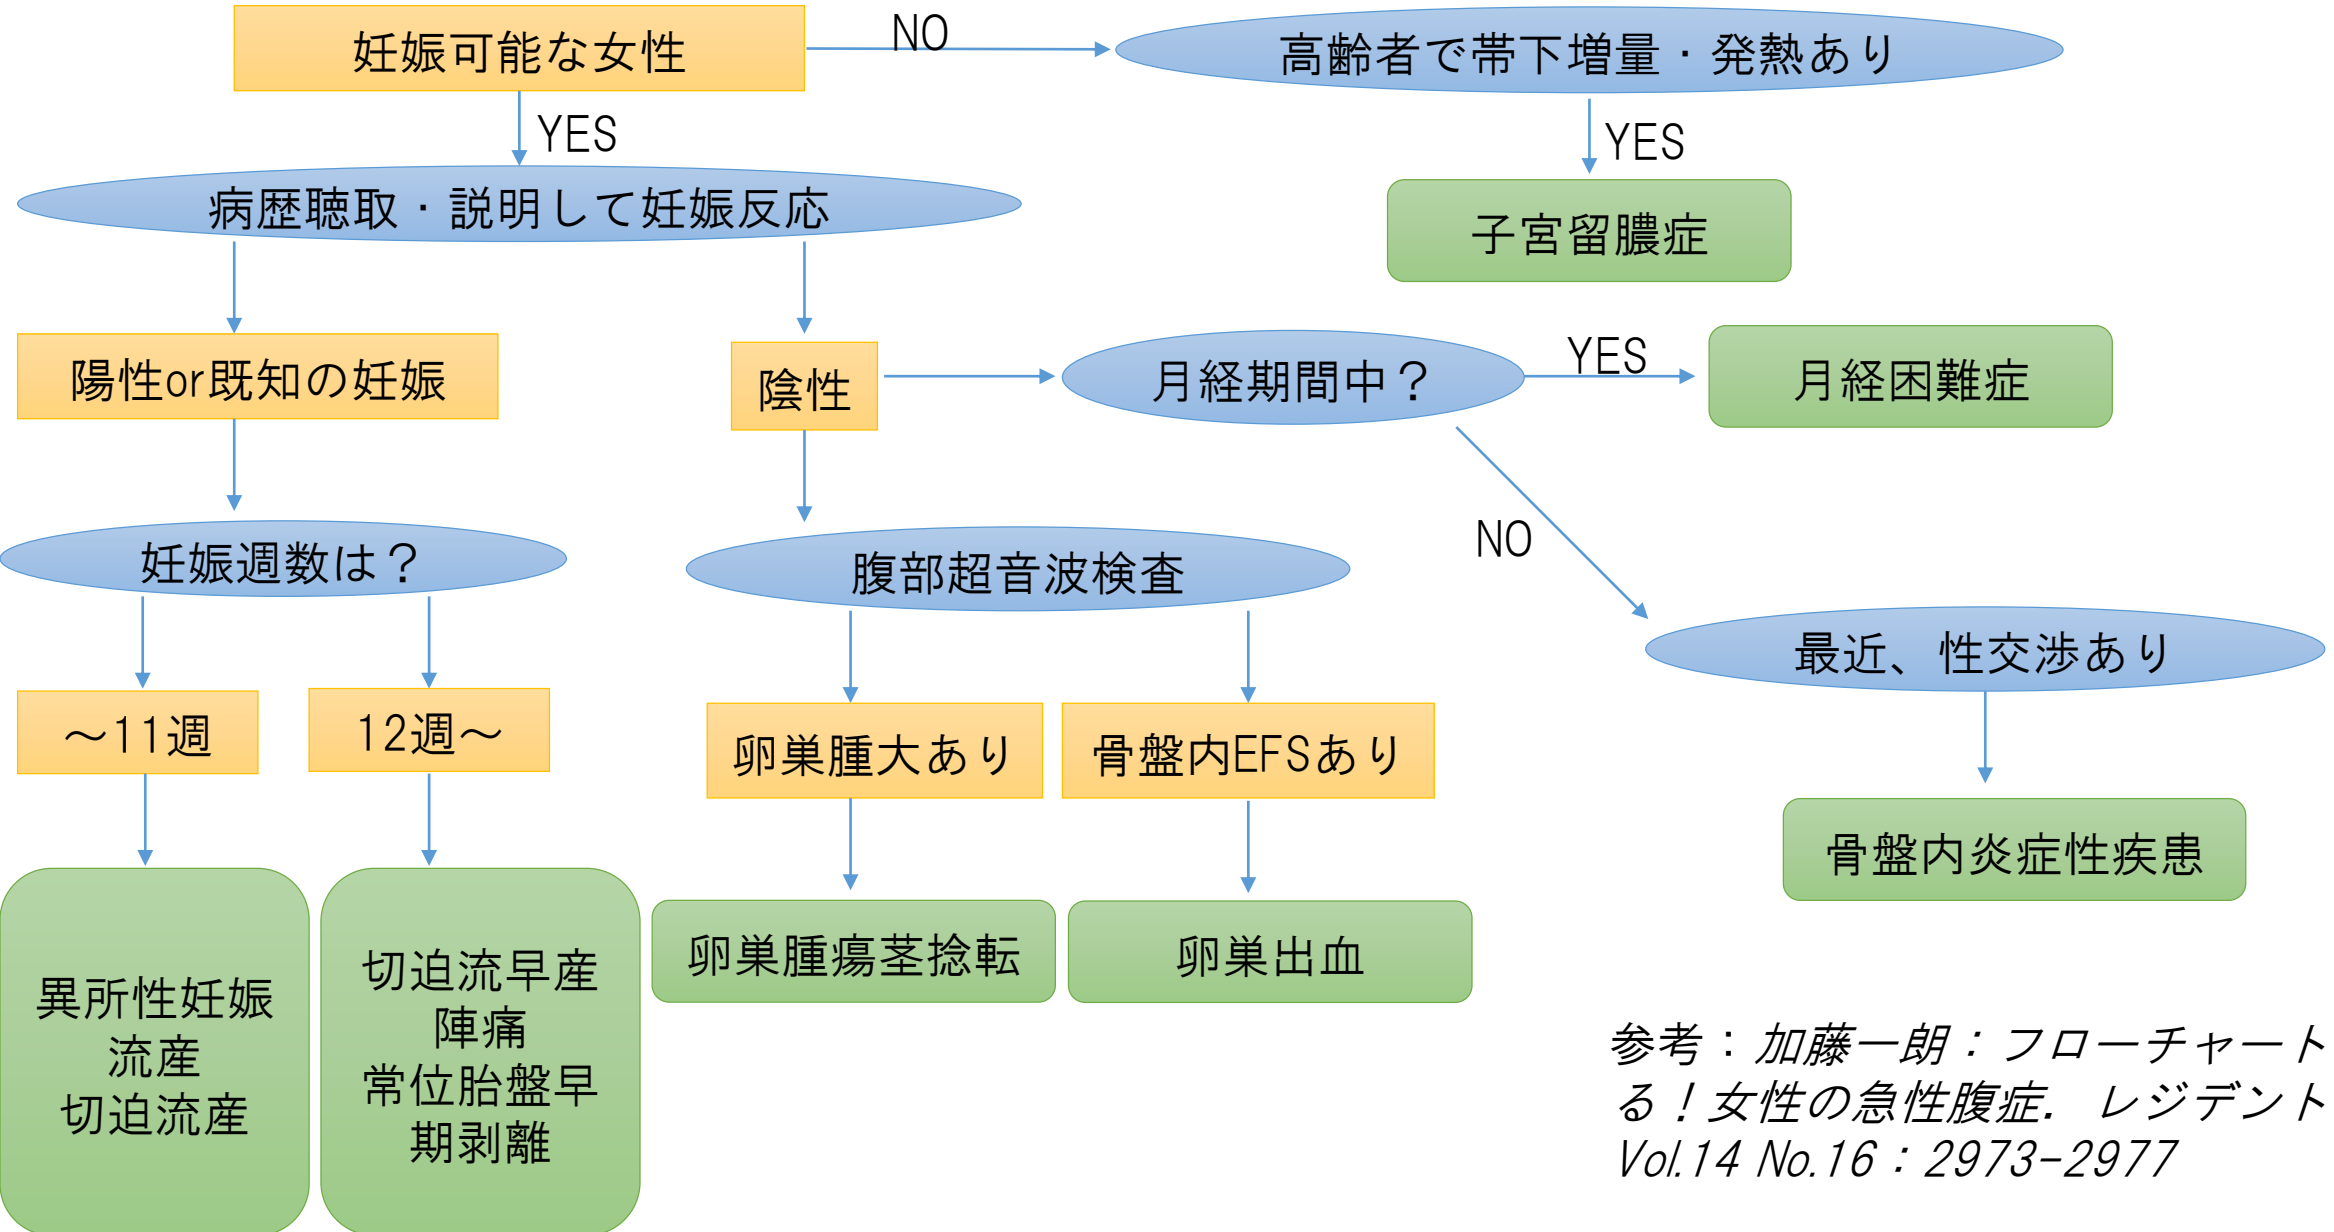 妊娠可能な女性
NO
高齢者で帯下増量・発熱あり
YES
YES
病歴聴取・説明して妊娠反応
子宮留膿症
陽性or既知の妊娠
陰性
月経期間中？
YES
月経困難症
NO
妊娠週数は？
腹部超音波検査
最近、性交渉あり
～11週
12週～
卵巣腫大あり
骨盤内EFSあり
骨盤内炎症性疾患
異所性妊娠
流産
切迫流産
切迫流早産
陣痛
常位胎盤早
期剥離
卵巣腫瘍茎捻転
卵巣出血
参考：加藤一朗：フローチャート
る！女性の急性腹症. レジデント
Vol.14 No.16：2973-2977